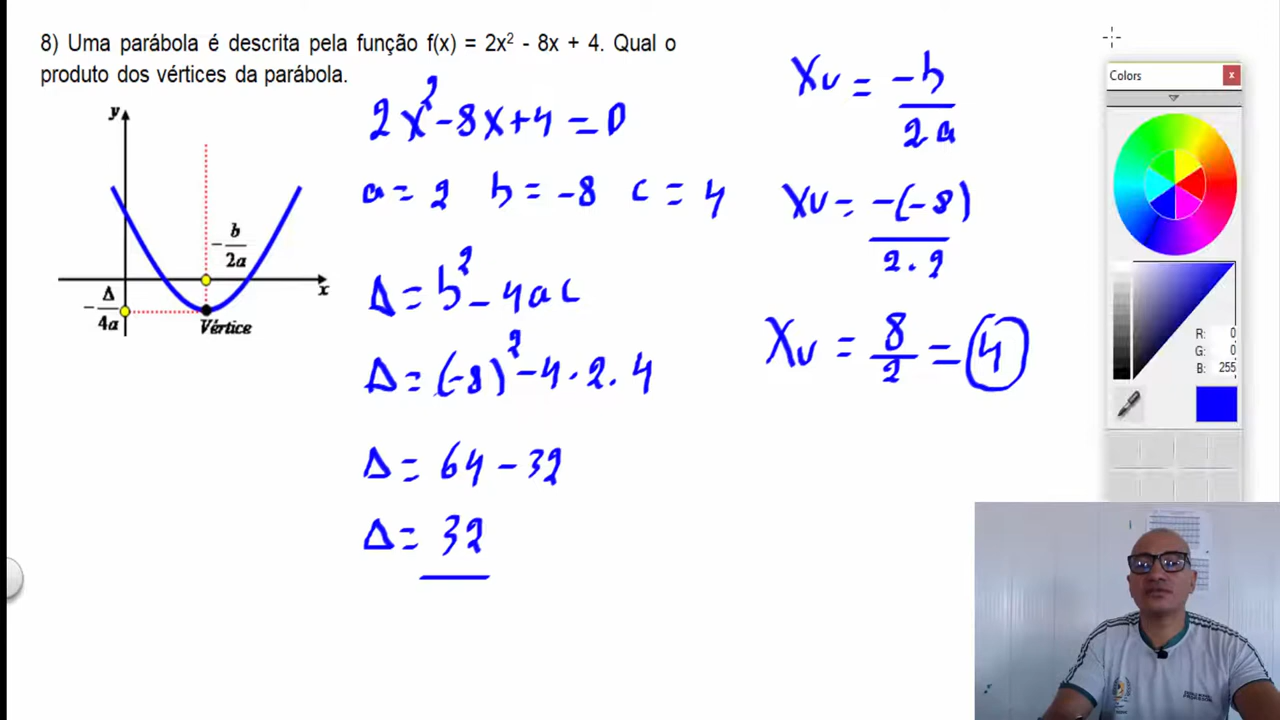 8) Uma parábola é descrita pela função f(x) = 2x² - 8x + 4. Qual o
produto dos vértices da parábola.
y
-b/2a
x
-Δ/4a
Vértice
2x² - 8x + 4 = 0
a = 2 b = -8 c = 4
Δ = b² - 4ac
Δ = (-8)² - 4 · 2 · 4
Δ = 64 - 32
Δ = 32
Xv = -b/2a
Xv = -(-8)/2.2
Xv = 8/2 = 4
Colors
x
R: 0
G: 0
B: 255